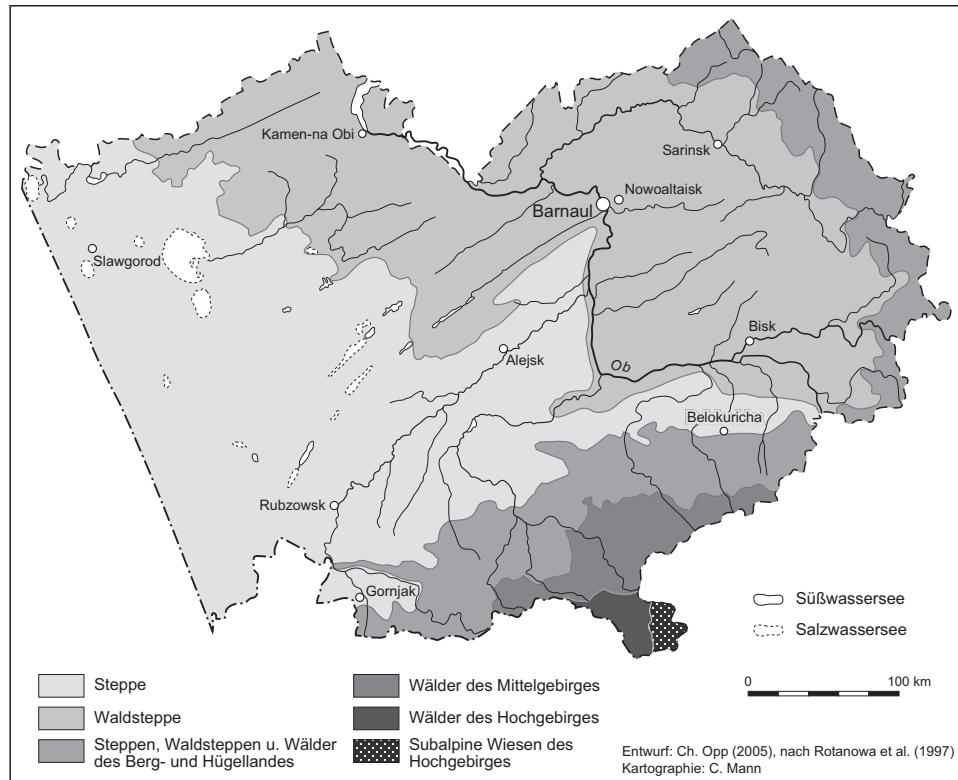 Kamen-na Obi
Sarinsk
Nowoaltaisk
Barnaul
Slawgorod
Bisk
Alejsk
Ob
Belokuricha
Rubzowsk
Gornjak
Süßwassersee
Salzwassersee
Steppe
Waldsteppe
Steppen, Waldsteppen u. Wälder
des Berg- und Hügellandes
Wälder des Mittelgebirges
Wälder des Hochgebirges
Subalpine Wiesen des
Hochgebirges
0 100 km
Entwurf: Ch. Opp (2005), nach Rotanowa et al. (1997)
Kartographie: C. Mann